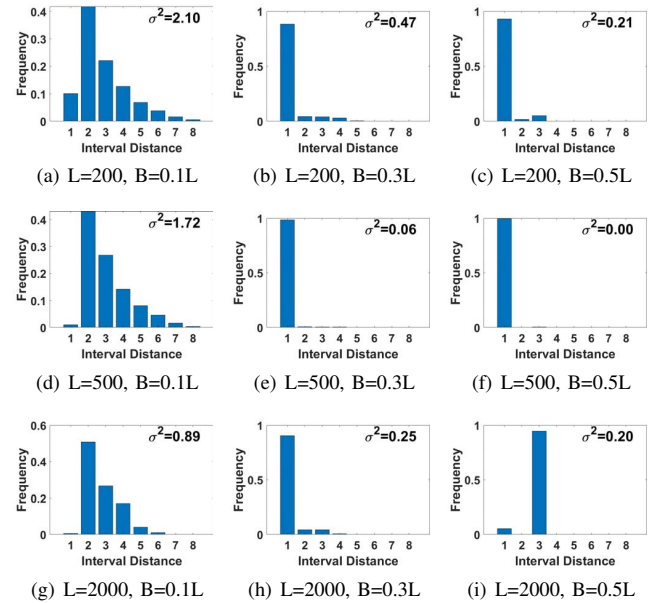 0.4
0.3
0.2
0.1
0
Frequency
σ²=2.10
1 2 3 4 5 6 7 8
Interval Distance
(a) L=200, B=0.1L
1
0.5
0
Frequency
σ²=0.47
1 2 3 4 5 6 7 8
Interval Distance
(b) L=200, B=0.3L
1
0.5
0
Frequency
σ²=0.21
1 2 3 4 5 6 7 8
Interval Distance
(c) L=200, B=0.5L
0.4
0.3
0.2
0.1
0
Frequency
σ²=1.72
1 2 3 4 5 6 7 8
Interval Distance
(d) L=500, B=0.1L
1
0.5
0
Frequency
σ²=0.06
1 2 3 4 5 6 7 8
Interval Distance
(e) L=500, B=0.3L
1
0.5
0
Frequency
σ²=0.00
1 2 3 4 5 6 7 8
Interval Distance
(f) L=500, B=0.5L
0.6
0.4
0.2
0
Frequency
σ²=0.89
1 2 3 4 5 6 7 8
Interval Distance
(g) L=2000, B=0.1L
1
0.5
0
Frequency
σ²=0.25
1 2 3 4 5 6 7 8
Interval Distance
(h) L=2000, B=0.3L
1
0.5
0
Frequency
σ²=0.20
1 2 3 4 5 6 7 8
Interval Distance
(i) L=2000, B=0.5L